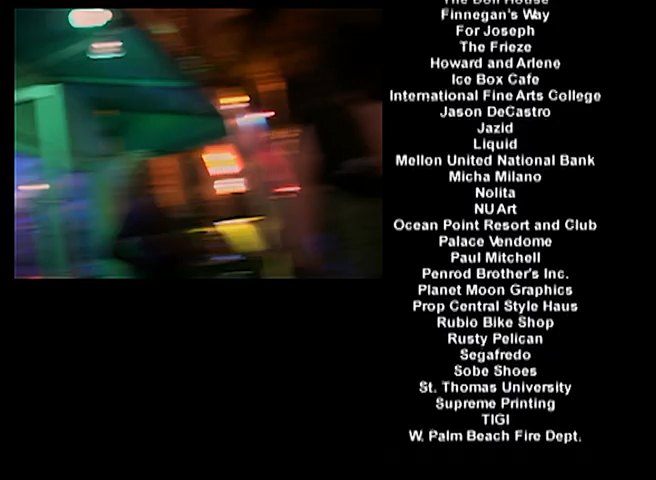 The Doll House
Finnegan's Way
For Joseph
The Frieze
Howard and Arlene
Ice Box Cafe
International Fine Arts College
Jason DeCastro
Jazid
Liquid
Mellon United National Bank
Micha Milano
Nolita
NU Art
Ocean Point Resort and Club
Palace Vendome
Paul Mitchell
Penrod Brother's Inc.
Planet Moon Graphics
Prop Central Style Haus
Rubio Bike Shop
Rusty Pelican
Segafredo
Sobe Shoes
St. Thomas University
Supreme Printing
TIGI
W. Palm Beach Fire Dept.